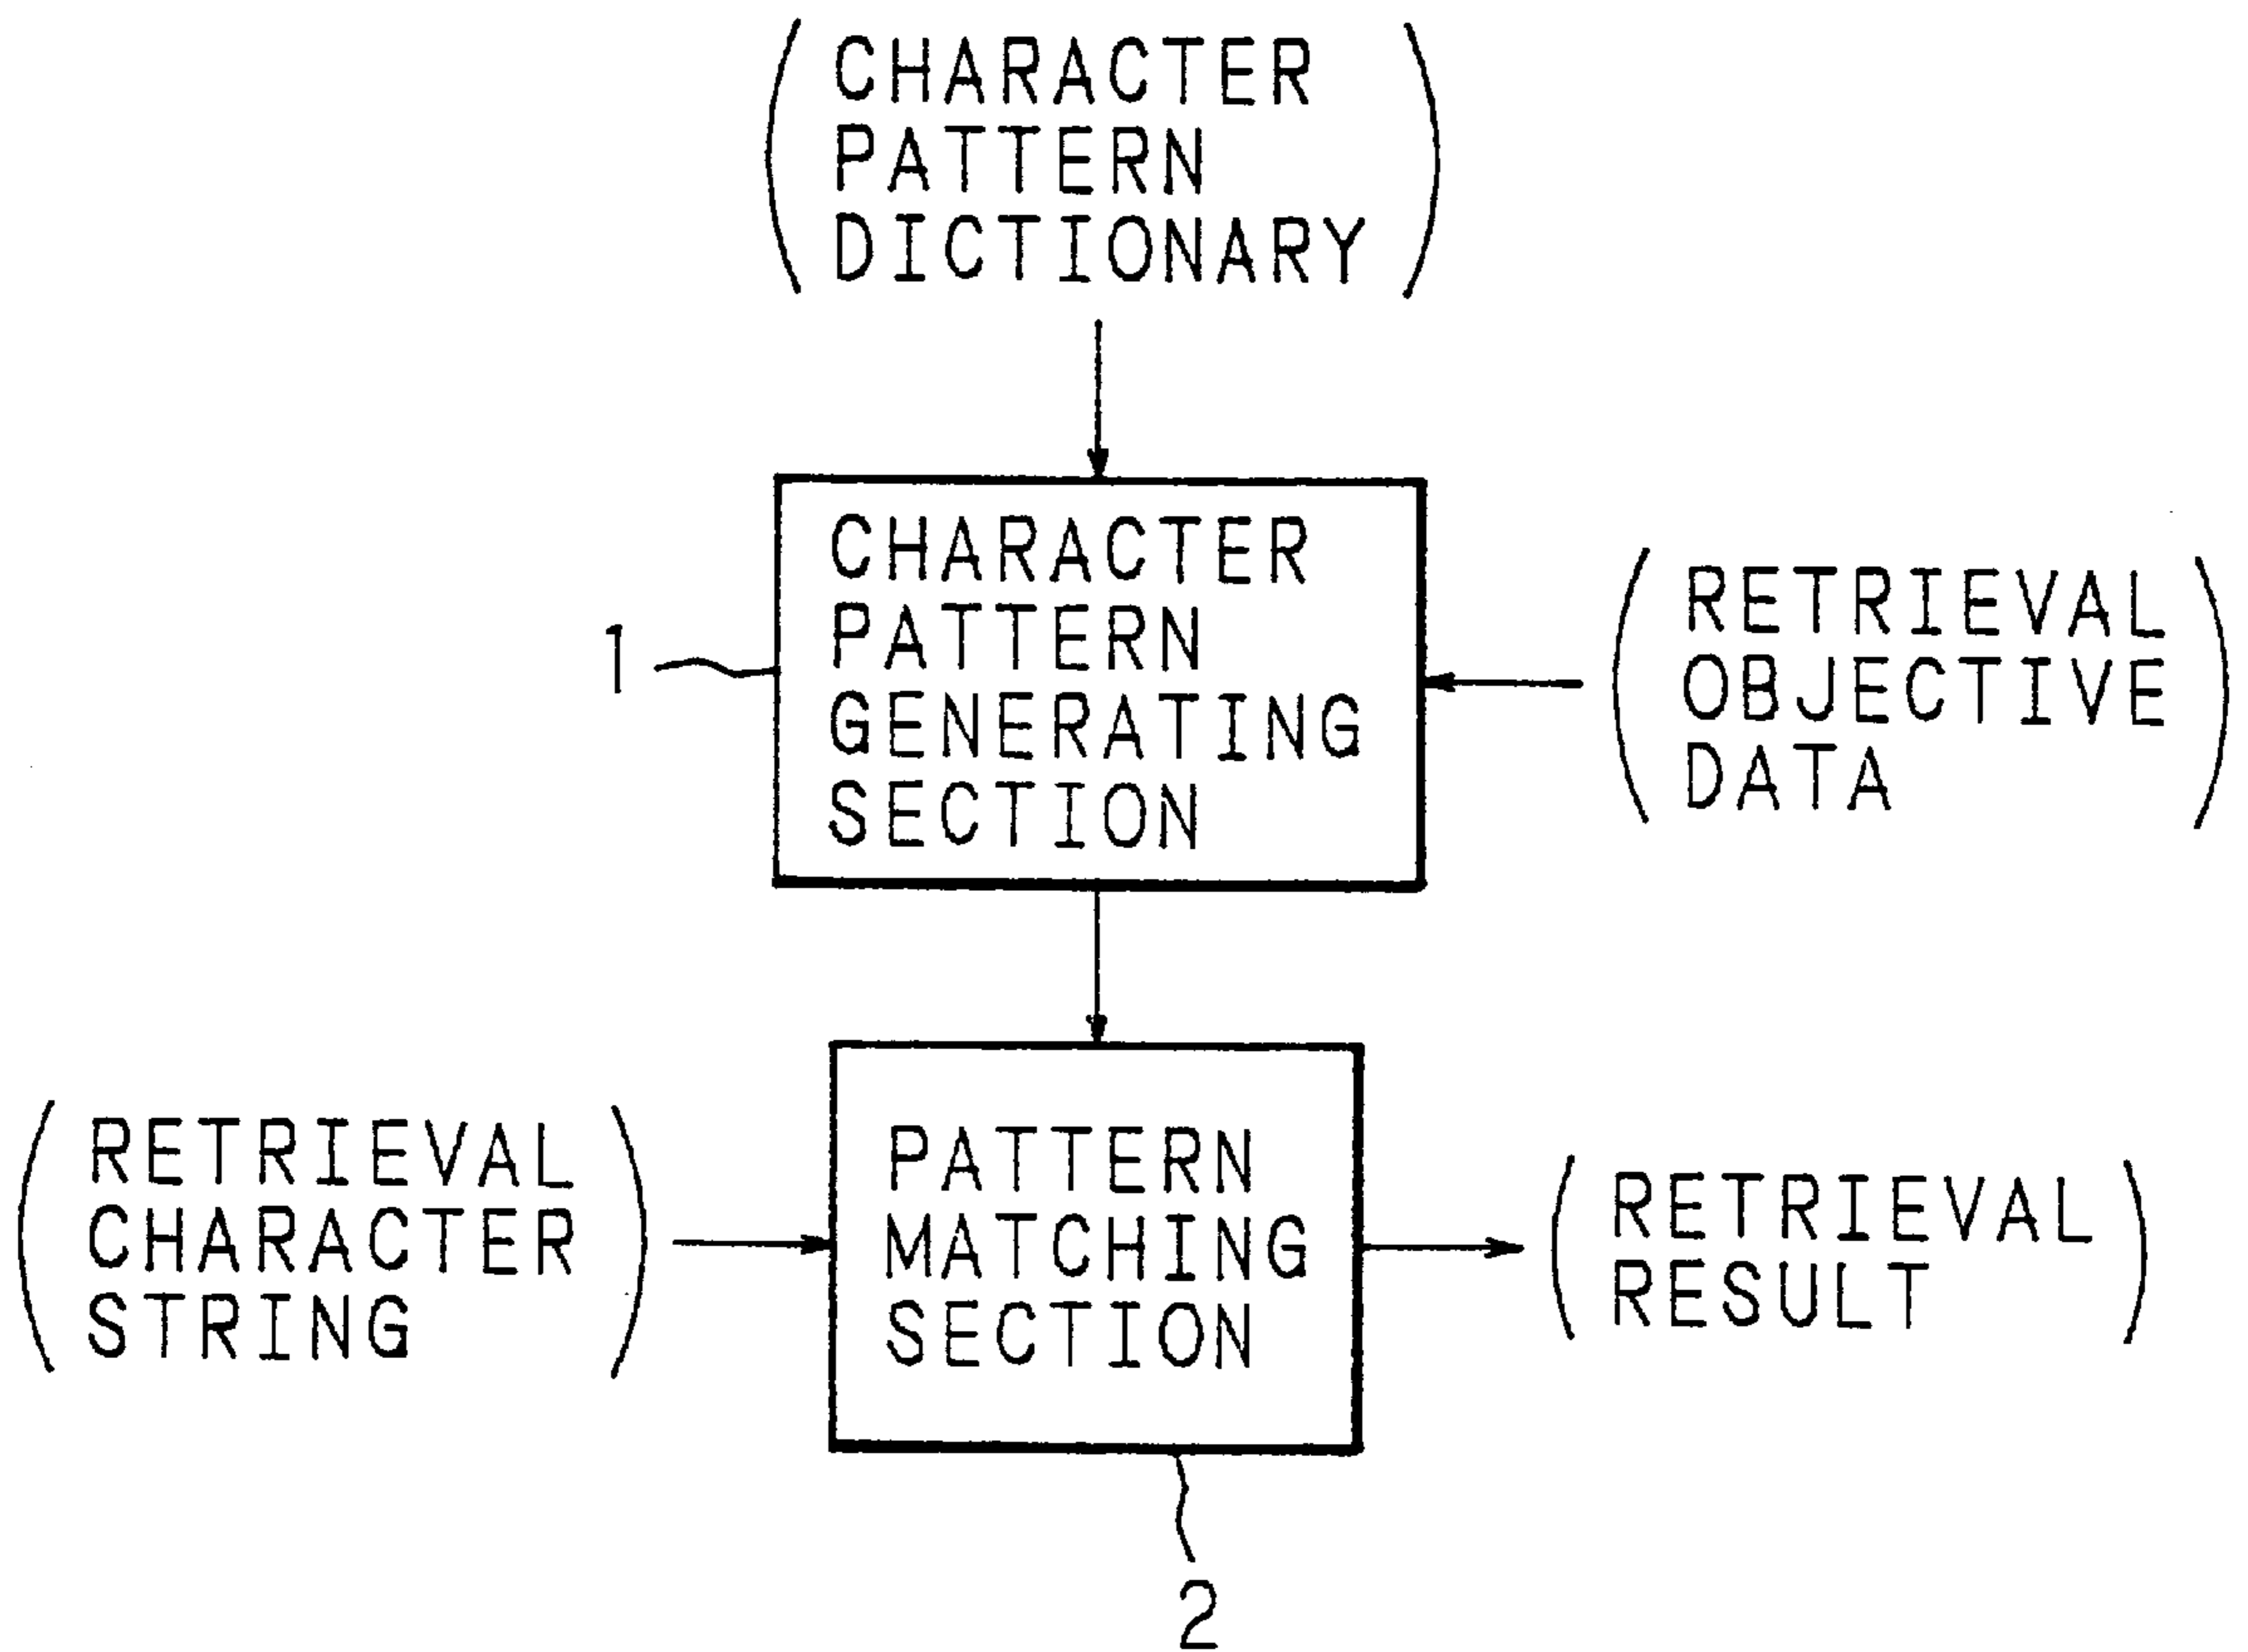 CHARACTER
PATTERN
DICTIONARY
CHARACTER
PATTERN
GENERATING
SECTION
1
RETRIEVAL
OBJECTIVE
DATA
RETRIEVAL
CHARACTER
STRING
PATTERN
MATCHING
SECTION
RETRIEVAL
RESULT
2